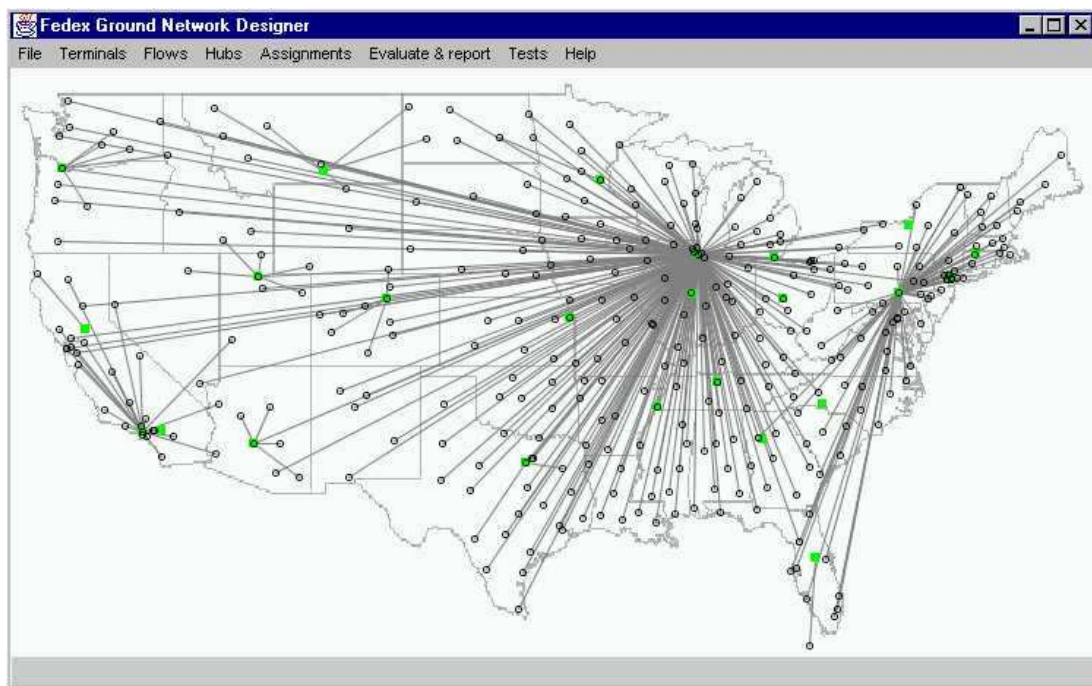 Fedex Ground Network Designer
File Terminals Flows Hubs Assignments Evaluate & report Tests Help